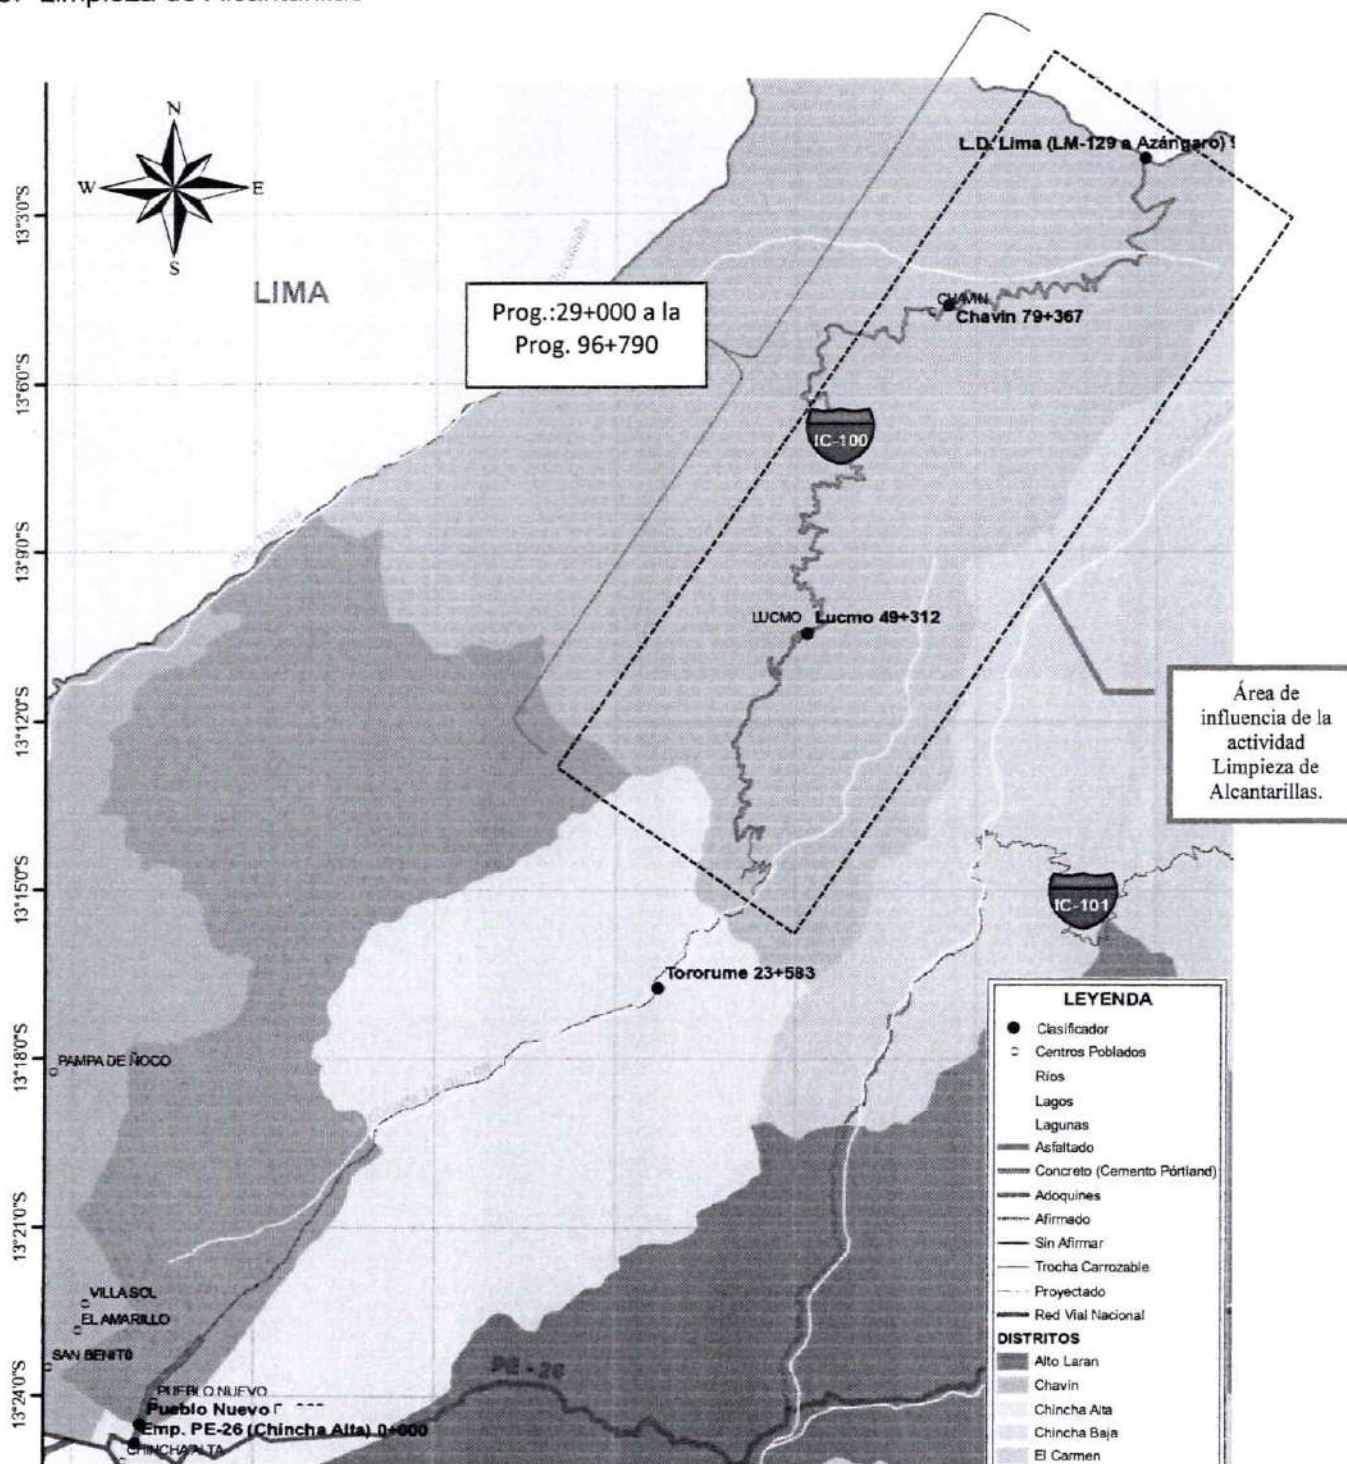 Limpieza de Alcantarillas
N
W
E
S
LIMA
L.D. Lima (LM-129 a Azángaro)
13°3'0"S
Prog.:29+000 a la
Prog. 96+790
CHAVIN
Chavin 79+367
13°6'0"S
IC-100
13°9'0"S
LUCMO
Lucmo 49+312
13°12'0"S
Área de
influencia de la
actividad
Limpieza de
Alcantarillas.
13°15'0"S
IC-101
Tororume 23+583
13°18'0"S
PAMPA DE ÑOCO
13°21'0"S
VILLA SOL
EL AMARILLO
SAN BENITO
13°24'0"S
PE - 26
PUEBLO NUEVO
Pueblo Nuevo
Emp. PE-26 (Chincha Alta) 0+000
CHINCHA ALTA
LEYENDA
Clasificador
Centros Poblados
Ríos
Lagos
Lagunas
Asfaltado
Concreto (Cemento Pórtland)
Adoquines
Afirmado
Sin Afirmar
Trocha Carrozable
Proyectado
Red Vial Nacional
DISTRITOS
Alto Laran
Chavin
Chincha Alta
Chincha Baja
El Carmen